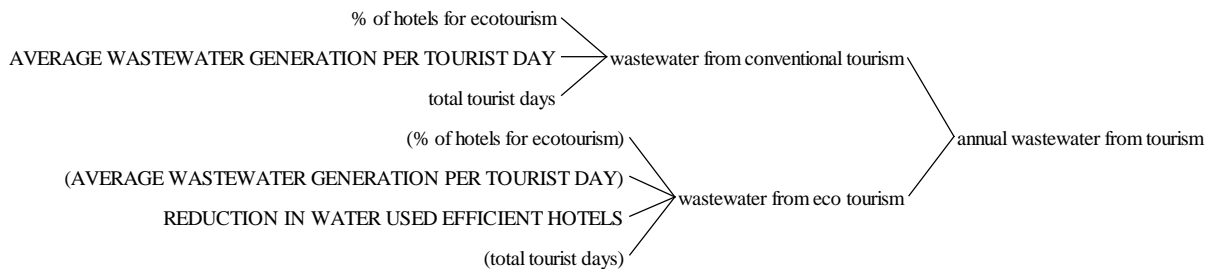 % of hotels for ecotourism
AVERAGE WASTEWATER GENERATION PER TOURIST DAY
total tourist days
wastewater from conventional tourism
(% of hotels for ecotourism)
(AVERAGE WASTEWATER GENERATION PER TOURIST DAY)
REDUCTION IN WATER USED EFFICIENT HOTELS
(total tourist days)
wastewater from eco tourism
annual wastewater from tourism